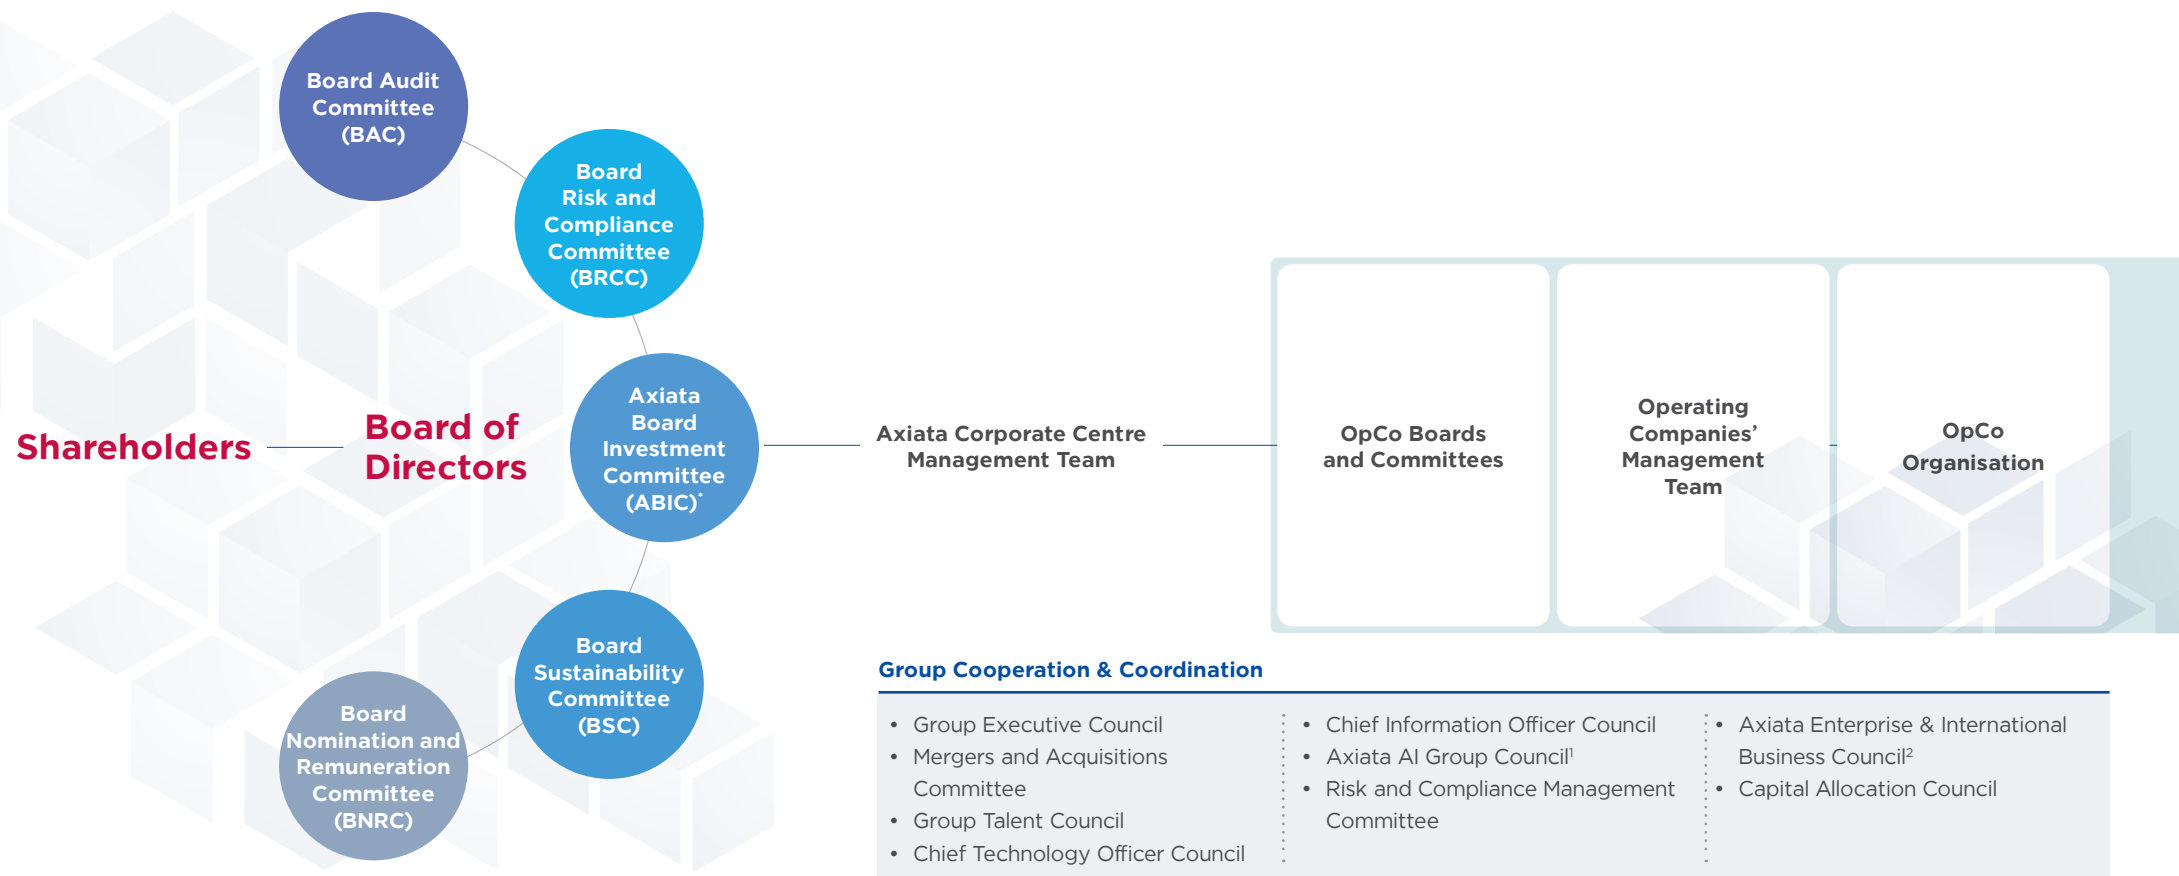 Board Audit
Committee
(BAC)
Board
Risk and
Compliance
Committee
(BRCC)
Axiata
Board
Investment
Committee
(ABIC)*
Board
Sustainability
Committee
(BSC)
Board
Nomination and
Remuneration
Committee
(BNRC)
Shareholders
Board of
Directors
Axiata Corporate Centre
Management Team
OpCo Boards
and Committees
Operating
Companies’
Management
Team
OpCo
Organisation
Group Cooperation & Coordination
• Group Executive Council
• Mergers and Acquisitions
Committee
• Group Talent Council
• Chief Technology Officer Council
• Chief Information Officer Council
• Axiata AI Group Council¹
• Risk and Compliance Management
Committee
• Axiata Enterprise & International
Business Council²
• Capital Allocation Council